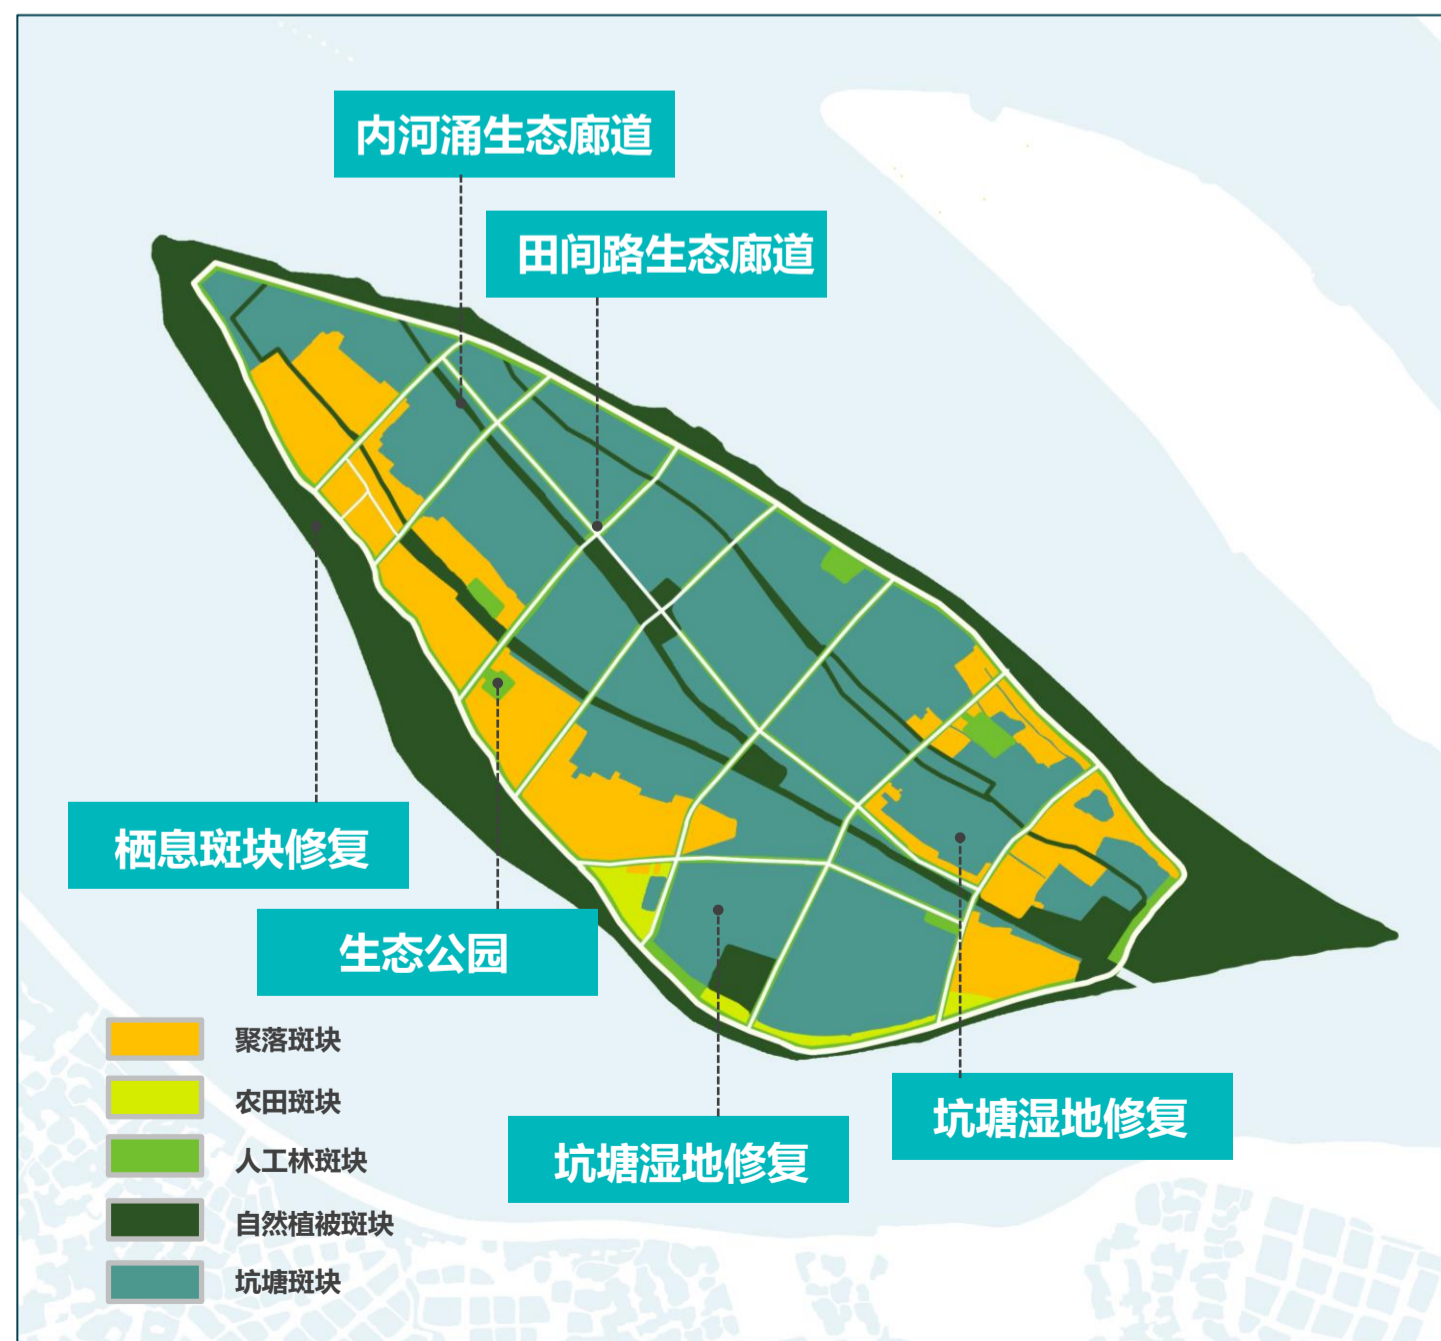 内河涌生态廊道
田间路生态廊道
栖息斑块修复
生态公园
坑塘湿地修复
坑塘湿地修复
聚落斑块
农田斑块
人工林斑块
自然植被斑块
坑塘斑块